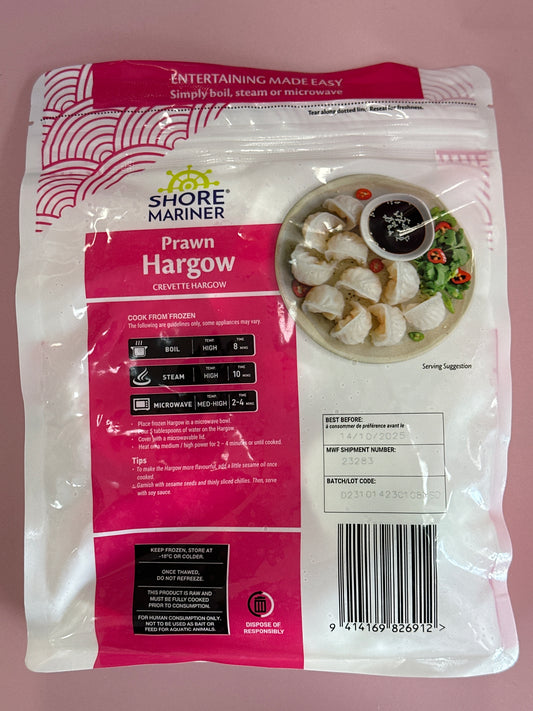 ENTERTAINING MADE EASY
Simply boil, steam or microwave
Tear along dotted line. Reseal for freshness.
SHORE®
MARINER
Prawn
Hargow
CREVETTE HARGOW
COOK FROM FROZEN
The following are guidelines only, some appliances may vary.
BOIL TEMP. HIGH TIME 8 MINS
STEAM TEMP. HIGH TIME 10 MINS
MICROWAVE TEMP. MED-HIGH TIME 2-4 MINS
• Place frozen Hargow is a microwave bowl.
5 tablespoons of water on the Hargow.
• Cover with a microwavable lid.
• Heat on a medium / high power for 2 – 4 minutes or until cooked.
Tips
• To make the Hargow more flavourful, add a little sesame oil once
cooked.
• Garnish with sesame seeds and thinly sliced chillies. Then, serve
with soy sauce.
Serving Suggestion
BEST BEFORE:
à consommer de préférence avant le
14/10/2025
MWF SHIPMENT NUMBER:
23283
BATCH/LOT CODE:
KEEP FROZEN, STORE AT
-18°C OR COLDER.
ONCE THAWED,
DO NOT REFREEZE.
THIS PRODUCT IS RAW AND
MUST BE FULLY COOKED
PRIOR TO CONSUMPTION.
FOR HUMAN CONSUMPTION ONLY.
NOT TO BE USED AS BAIT OR
FEED FOR AQUATIC ANIMALS.
DISPOSE OF
RESPONSIBLY
9 414169 826912 >